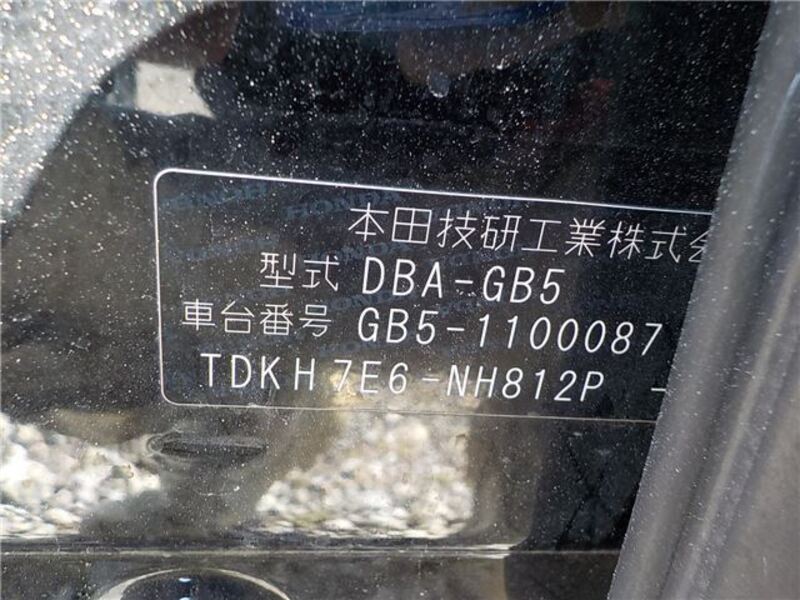 本田技研工業株式会
型式 DBA-GB5
車台番号 GB5-1100087
TDKH7E6-NH812P -